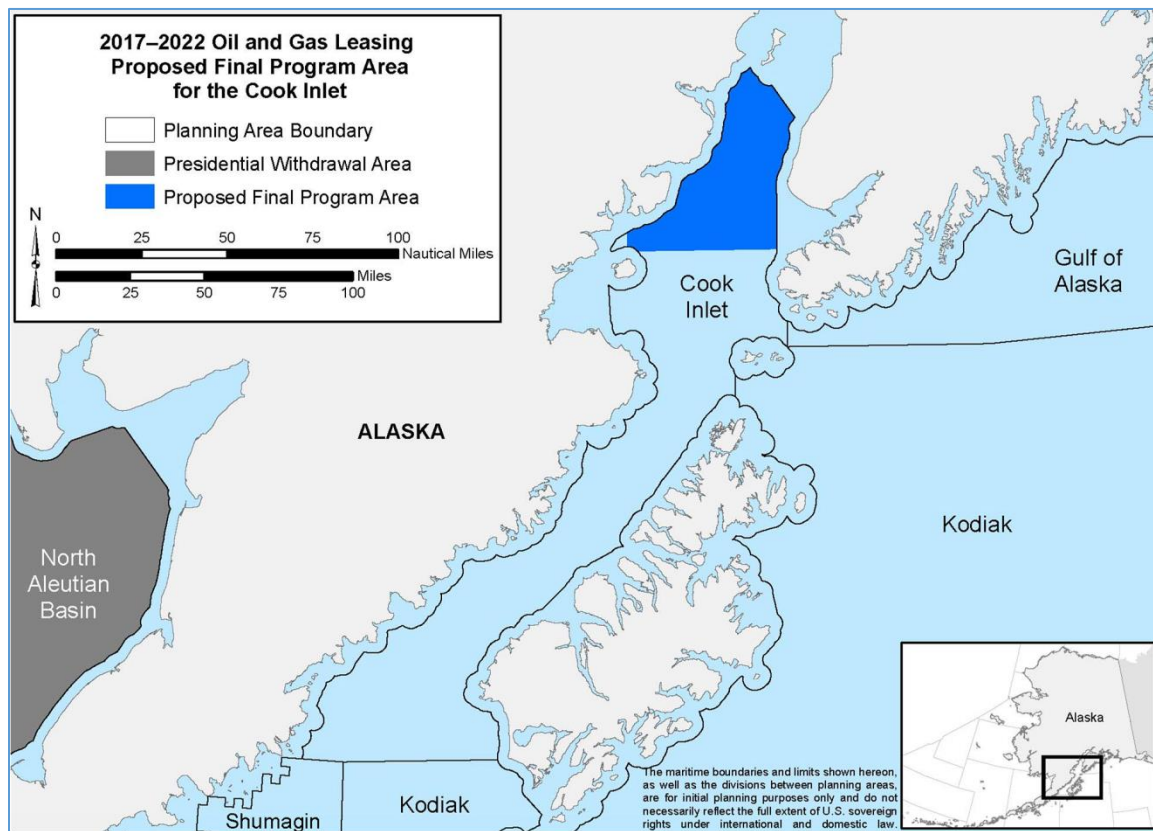 2017–2022 Oil and Gas Leasing
Proposed Final Program Area
for the Cook Inlet
Planning Area Boundary
Presidential Withdrawal Area
Proposed Final Program Area
N
0 25 50 75 100
Nautical Miles
Miles
0 25 50 75 100
Gulf of
Alaska
Cook
Inlet
ALASKA
Kodiak
North
Aleutian
Basin
Kodiak
Shumagin
The maritime boundaries and limits shown hereon,
as well as the divisions between planning areas,
are for initial planning purposes only and do not
necessarily reflect the full extent of U.S. sovereign
rights under international and domestic law.
Alaska